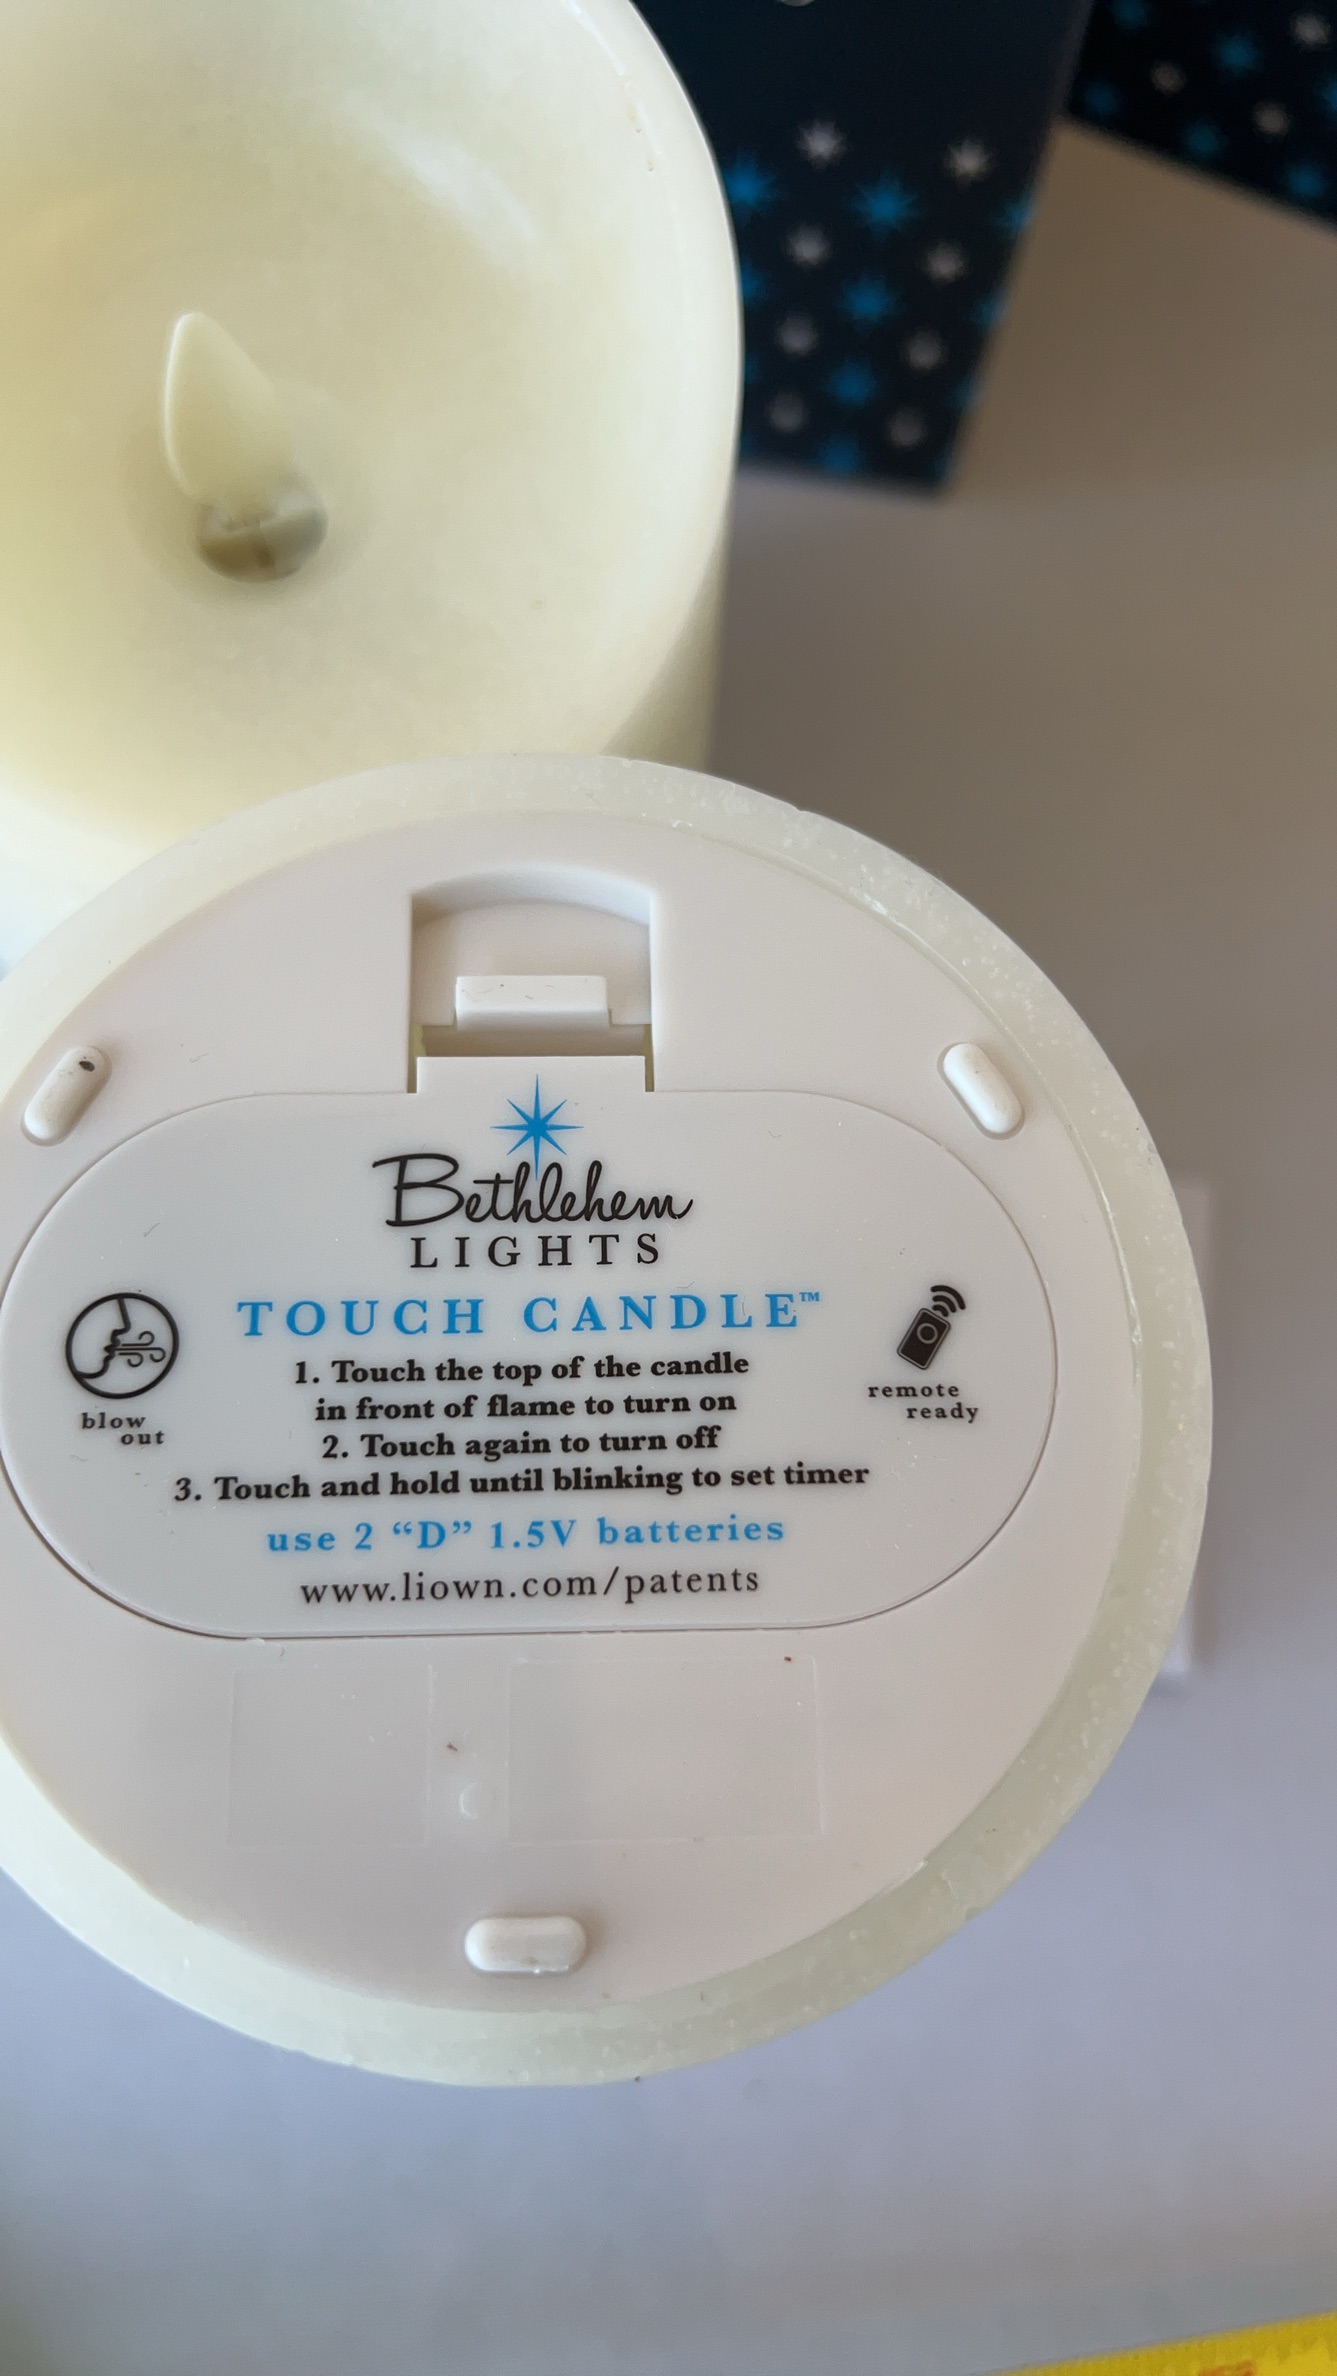 Bethlehem
LIGHTS
TOUCH CANDLE™
1. Touch the top of the candle
in front of flame to turn on
2. Touch again to turn off
3. Touch and hold until blinking to set timer
use 2 “D” 1.5V batteries
www.liown.com/patents
blow
out
remote
ready